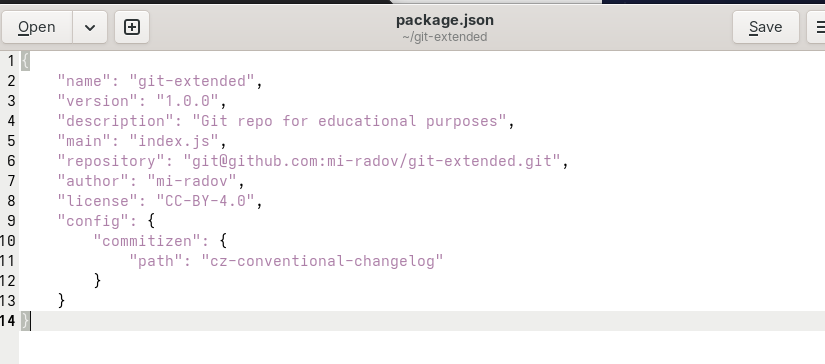 Open
package.json
~/git-extended
Save
1 {
2     "name": "git-extended",
3     "version": "1.0.0",
4     "description": "Git repo for educational purposes",
5     "main": "index.js",
6     "repository": "git@github.com:mi-radov/git-extended.git",
7     "author": "mi-radov",
8     "license": "CC-BY-4.0",
9     "config": {
10         "commitizen": {
11             "path": "cz-conventional-changelog"
12         }
13     }
14 }